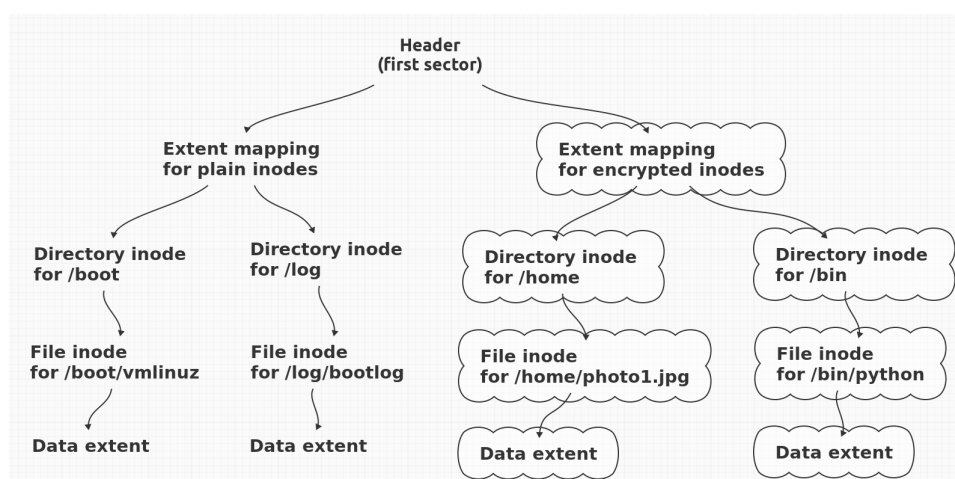 Header
(first sector)
Extent mapping
for plain inodes
Extent mapping
for encrypted inodes
Directory inode
for /boot
Directory inode
for /log
Directory inode
for /home
Directory inode
for /bin
File inode
for /boot/vmlinuz
File inode
for /log/bootlog
File inode
for /home/photo1.jpg
File inode
for /bin/python
Data extent
Data extent
Data extent
Data extent